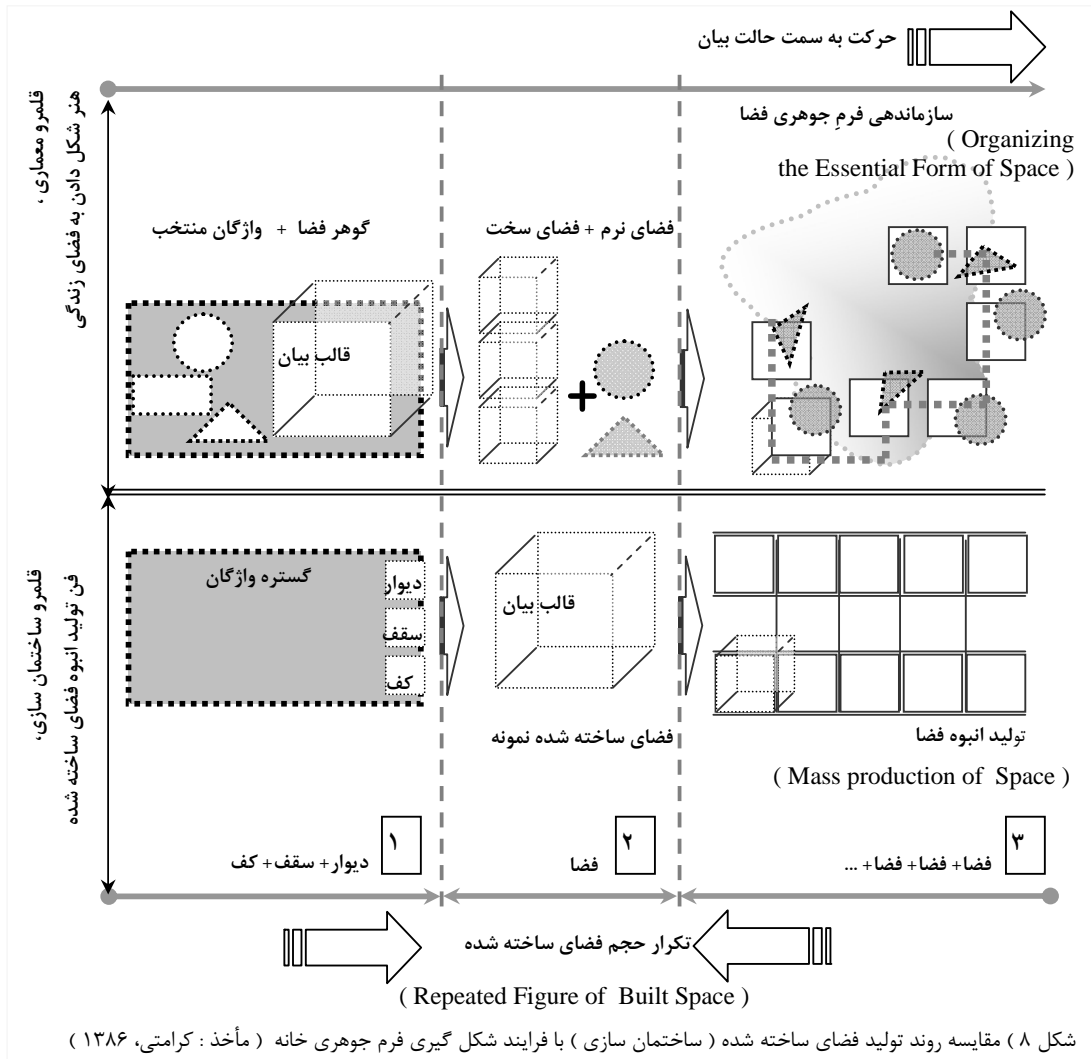 حرکت به سمت حالت بیان
سازماندهی فرمِ جوهری فضا
( Organizing
the Essential Form of Space )
قلمرو معماری ،
هنر شکل دادن به فضای زندگی
گوهر فضا + واژگان منتخب
فضای نرم + فضای سخت
قالب بیان
+
قلمرو ساختمان سازی،
فن تولید انبوه فضای ساخته شده
گستره واژگان
دیوار
سقف
کف
قالب بیان
فضای ساخته شده نمونه
تولید انبوه فضا
( Mass production of Space )
۱
دیوار+ سقف+ کف
۲
فضا
۳
فضا+ فضا+ فضا+ ...
تکرار حجم فضای ساخته شده
( Repeated Figure of Built Space )
شکل ۸ ) مقایسه روند تولید فضای ساخته شده ( ساختمان سازی ) با فرایند شکل گیری فرم جوهری خانه ( مأخذ : کرامتی، ۱۳۸۶ )